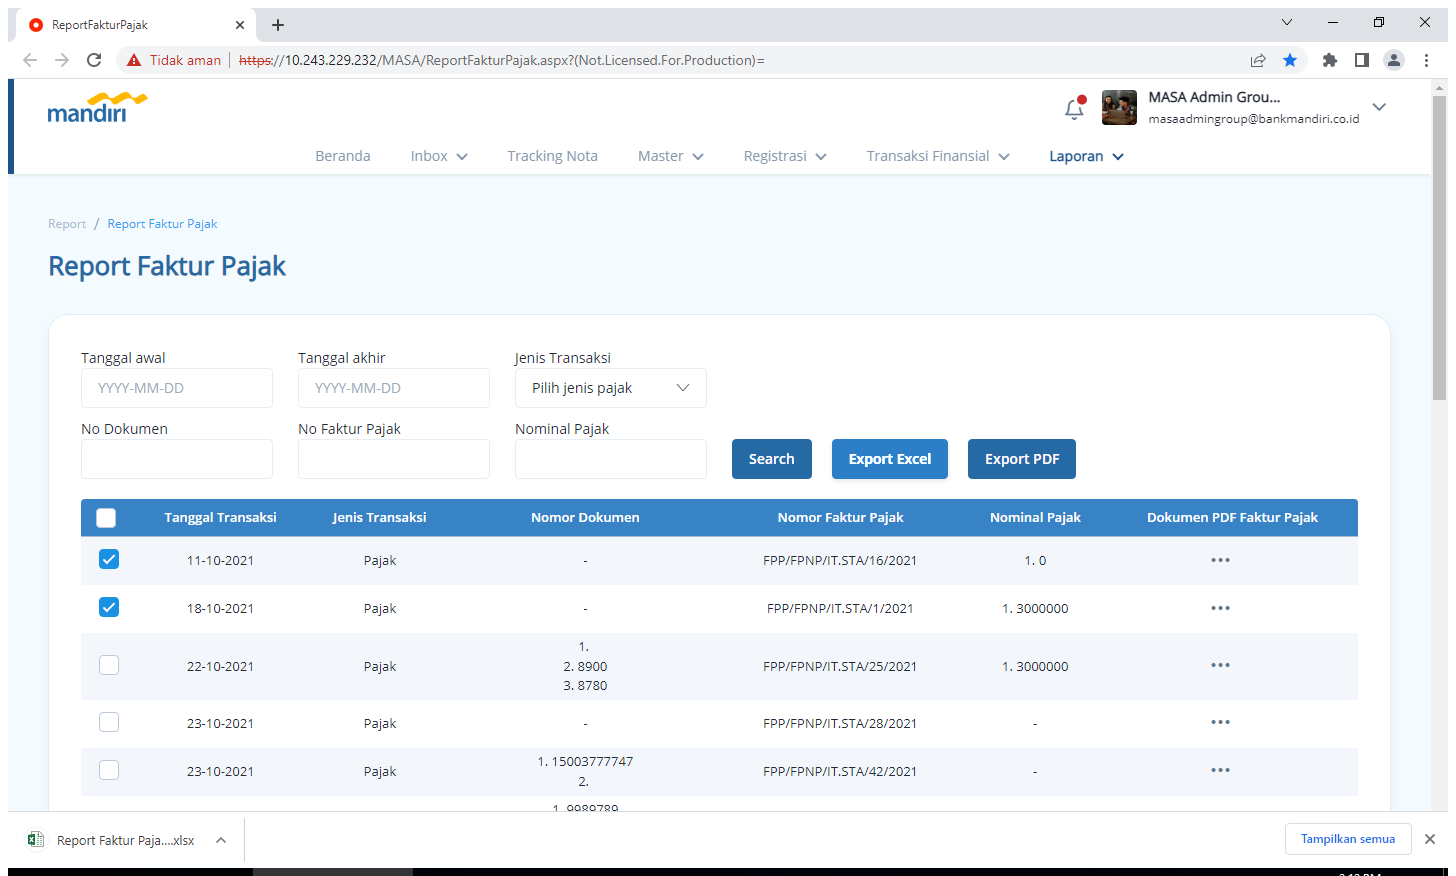 ReportFakturPajak
Tidak aman https://10.243.229.232/MASA/ReportFakturPajak.aspx?(Not.Licensed.For.Production)=
mandiri
MASA Admin Grou...
masaadmingroup@bankmandiri.co.id
Beranda Inbox Tracking Nota Master Registrasi Transaksi Finansial Laporan
Report / Report Faktur Pajak
Report Faktur Pajak
Tanggal awal Tanggal akhir Jenis Transaksi
YYYY-MM-DD YYYY-MM-DD Pilih jenis pajak
No Dokumen No Faktur Pajak Nominal Pajak
Search Export Excel Export PDF
Tanggal Transaksi Jenis Transaksi Nomor Dokumen Nomor Faktur Pajak Nominal Pajak Dokumen PDF Faktur Pajak
11-10-2021 Pajak - FPP/FPNP/IT.STA/16/2021 1. 0 •••
18-10-2021 Pajak - FPP/FPNP/IT.STA/1/2021 1. 3000000 •••
1.
22-10-2021 Pajak 2. 8900 FPP/FPNP/IT.STA/25/2021 1. 3000000 •••
3. 8780
23-10-2021 Pajak - FPP/FPNP/IT.STA/28/2021 - •••
1. 15003777747
23-10-2021 Pajak FPP/FPNP/IT.STA/42/2021 - •••
2.
1. 9989789
Report Faktur Paja....xlsx Tampilkan semua